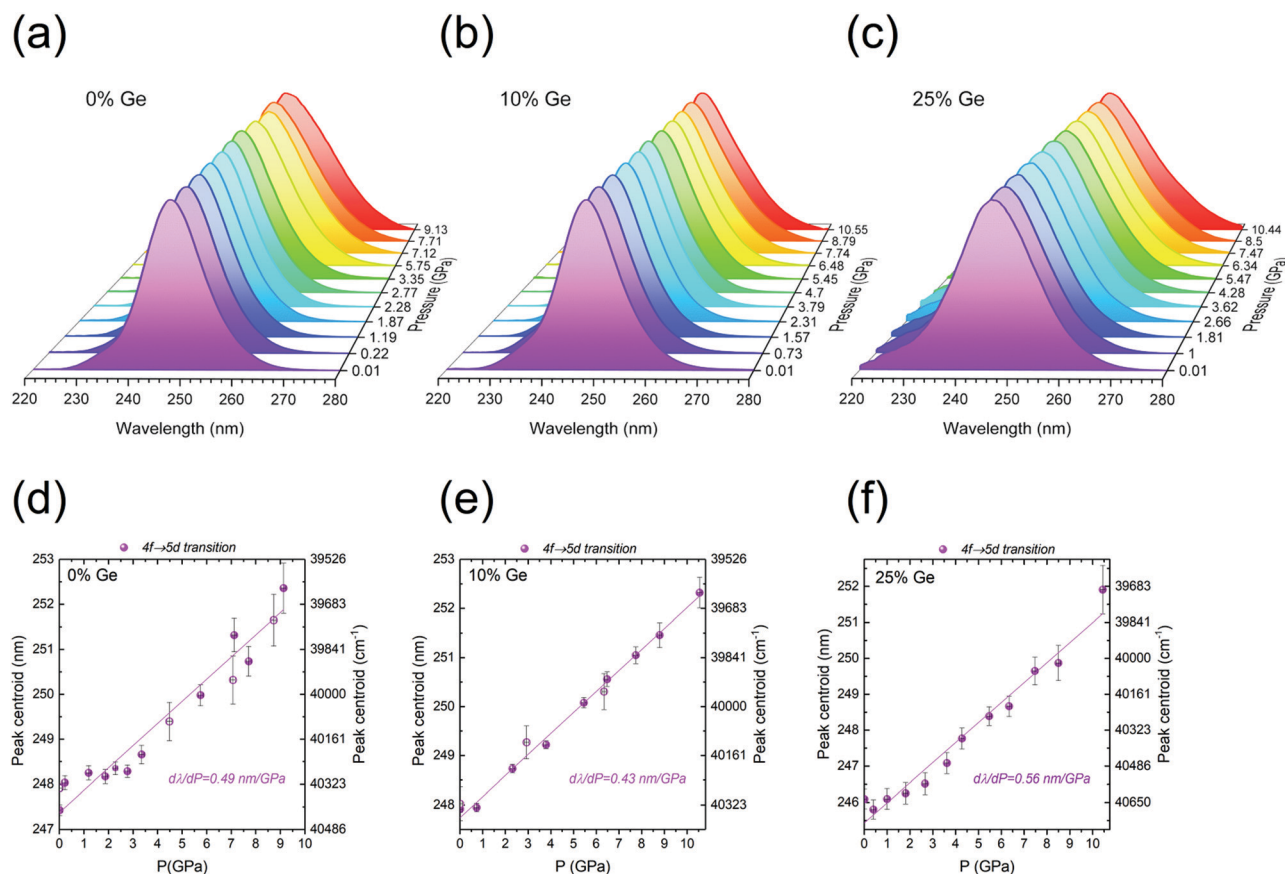 (a)
(b)
(c)
0% Ge
10% Ge
25% Ge
9.13
7.71
7.12
5.75
3.35
2.77
2.28
1.87
1.19
0.22
0.01
Pressure (GPa)
10.55
8.79
7.74
6.48
5.45
4.7
3.79
2.31
1.57
0.73
0.01
Pressure (GPa)
10.44
8.5
7.47
6.34
5.47
4.28
3.62
2.66
1.81
1
0.01
Pressure (GPa)
220 230 240 250 260 270 280
220 230 240 250 260 270 280
220 230 240 250 260 270 280
Wavelength (nm)
Wavelength (nm)
Wavelength (nm)
(d)
(e)
(f)
4f→5d transition
0% Ge
253
252
251
250
249
248
247
Peak centroid (nm)
39526
39683
39841
40000
40161
40323
40486
Peak centroid (cm⁻¹)
dλ/dP=0.49 nm/GPa
0 1 2 3 4 5 6 7 8 9 10
P(GPa)
4f→5d transition
10% Ge
253
252
251
250
249
248
Peak centroid (nm)
39526
39683
39841
40000
40161
40323
Peak centroid (cm⁻¹)
dλ/dP=0.43 nm/GPa
0 1 2 3 4 5 6 7 8 9 10
P (GPa)
4f→5d transition
25% Ge
252
251
250
249
248
247
246
Peak centroid (nm)
39683
39841
40000
40161
40323
40486
40650
Peak centroid (cm⁻¹)
dλ/dP=0.56 nm/GPa
0 1 2 3 4 5 6 7 8 9 10
P (GPa)